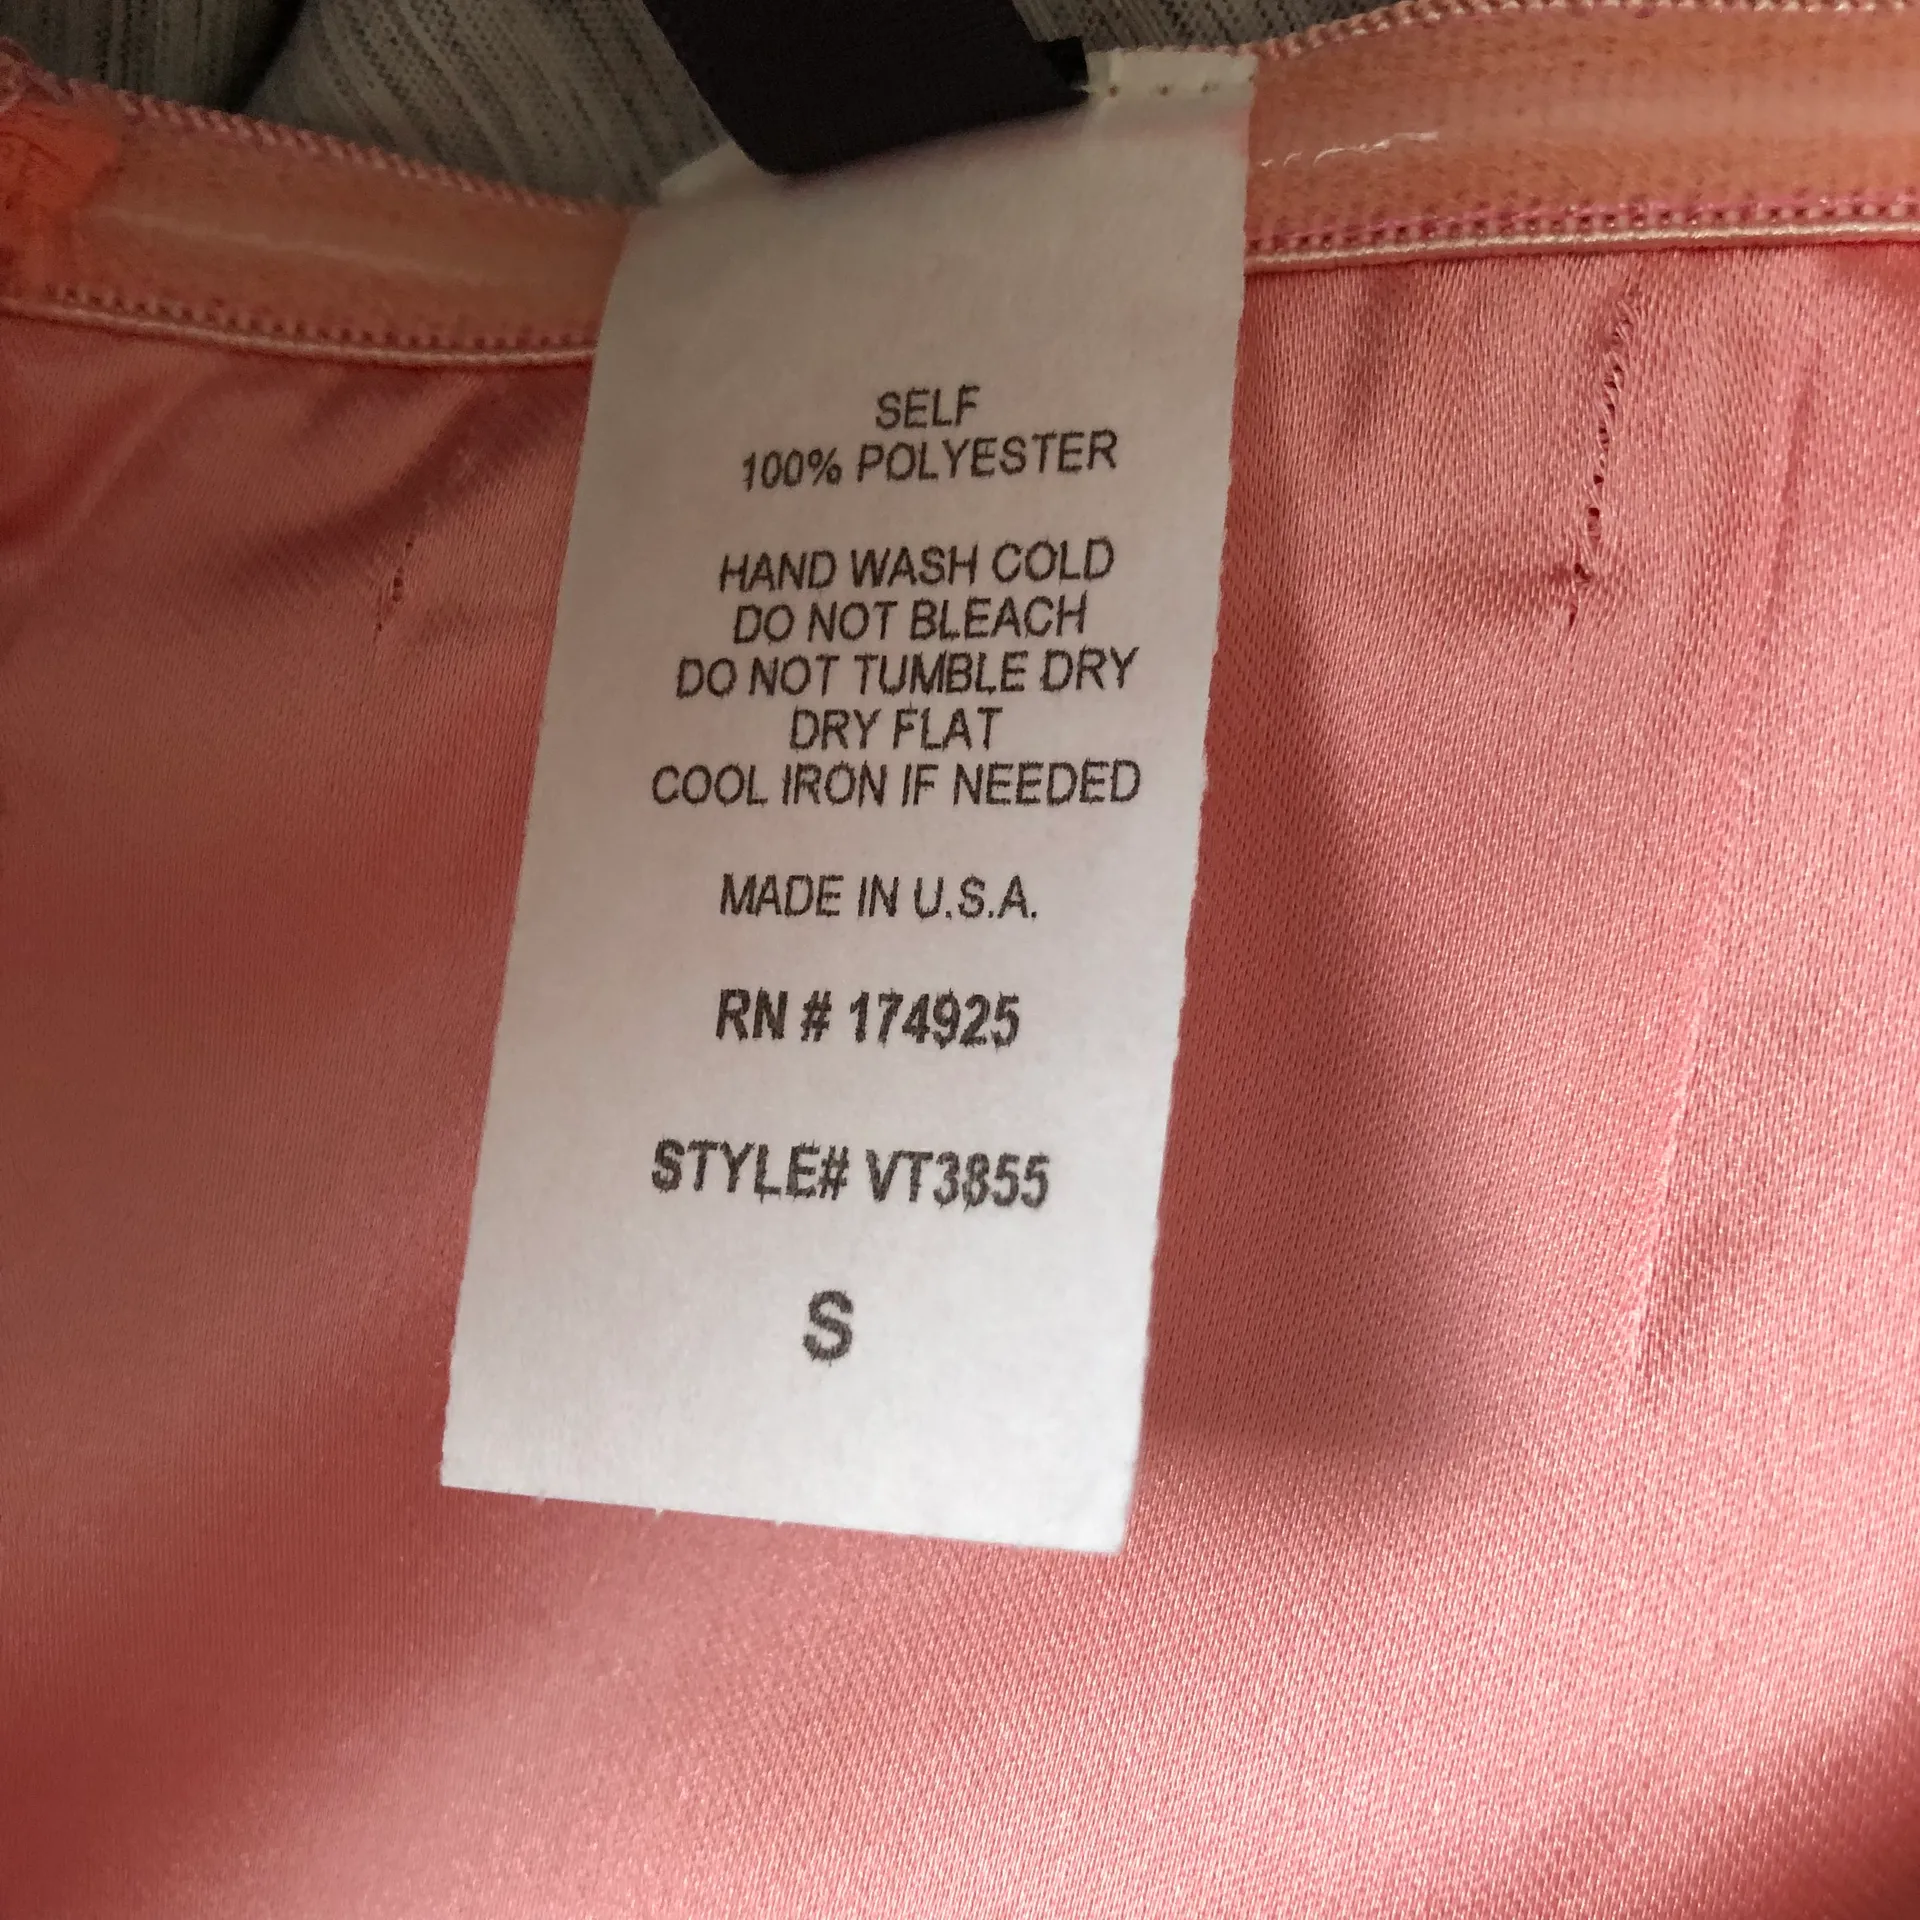 SELF
100% POLYESTER
HAND WASH COLD
DO NOT BLEACH
DO NOT TUMBLE DRY
DRY FLAT
COOL IRON IF NEEDED
MADE IN U.S.A.
RN # 174925
STYLE# VT3855
S